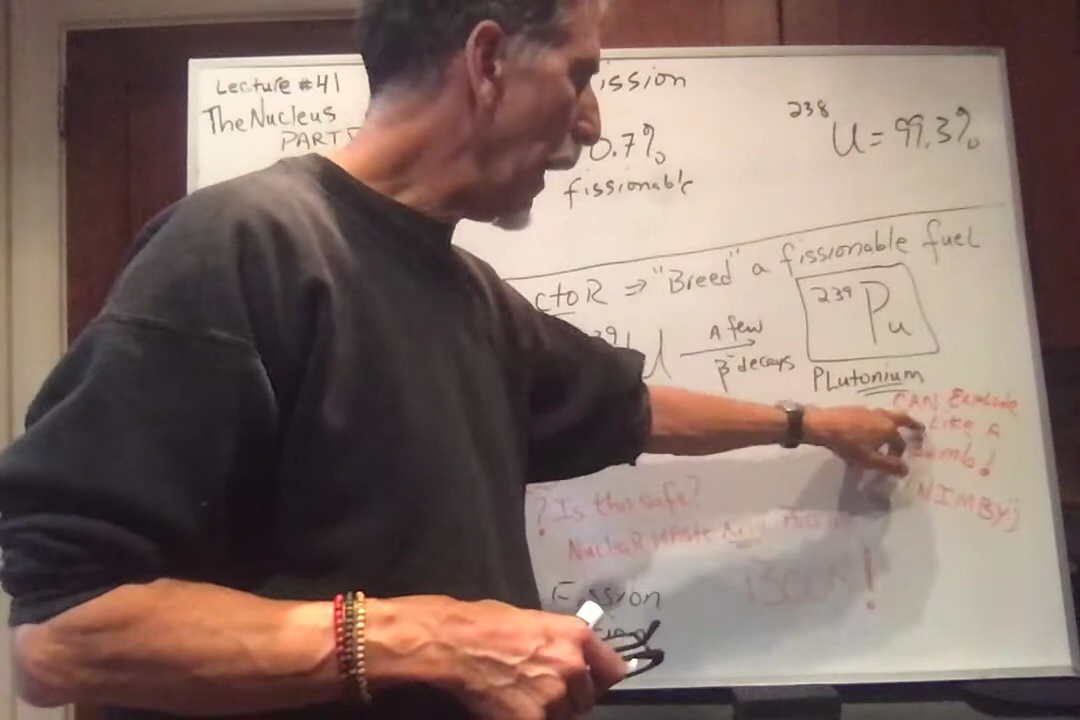 Lecture #41
The Nucleus
PART
ission
0.7%
fissionable
238
U = 99.3%
ctoR ⇒ "Breed" a fissionable fuel
U A few β⁻ decays 239 Pu
PLutonium
CAN ExPLode
Like A
bomb!
NIMBY
? Is this safe?
NucleaR waste
BOOM!
Fission